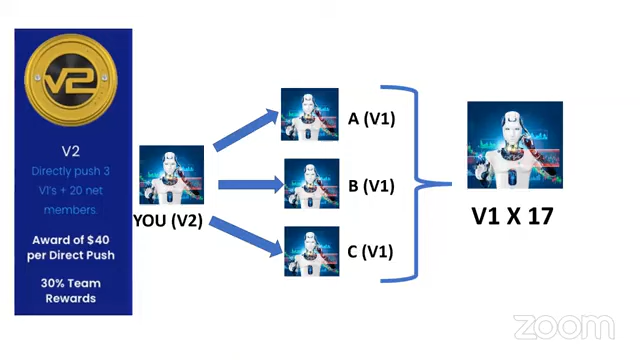 V2
V2
Directly push 3
V1's + 20 net
members.
Award of $40
per Direct Push
30% Team
Rewards
YOU (V2)
A (V1)
B (V1)
C (V1)
V1 X 17
zoom